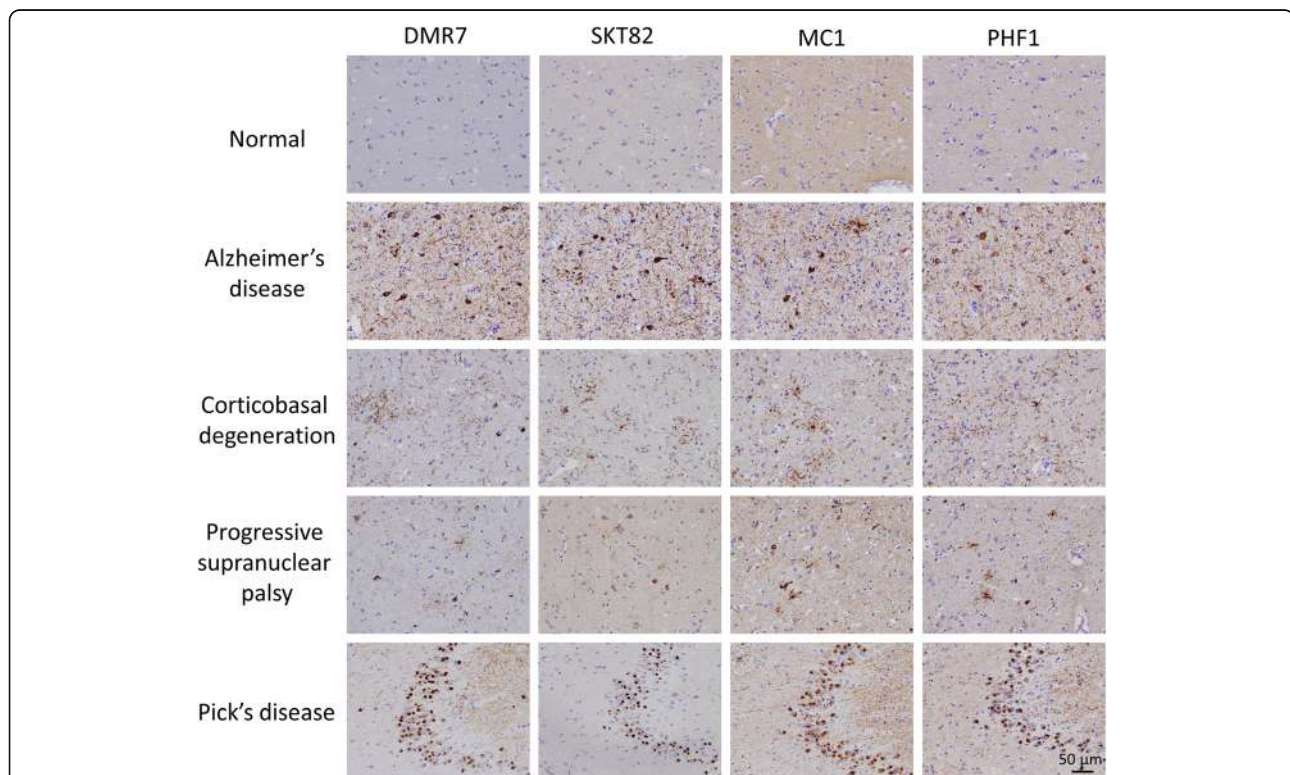 DMR7 SKT82 MC1 PHF1
Normal
Alzheimer's
disease
Corticobasal
degeneration
Progressive
supranuclear
palsy
Pick's disease
50 µm